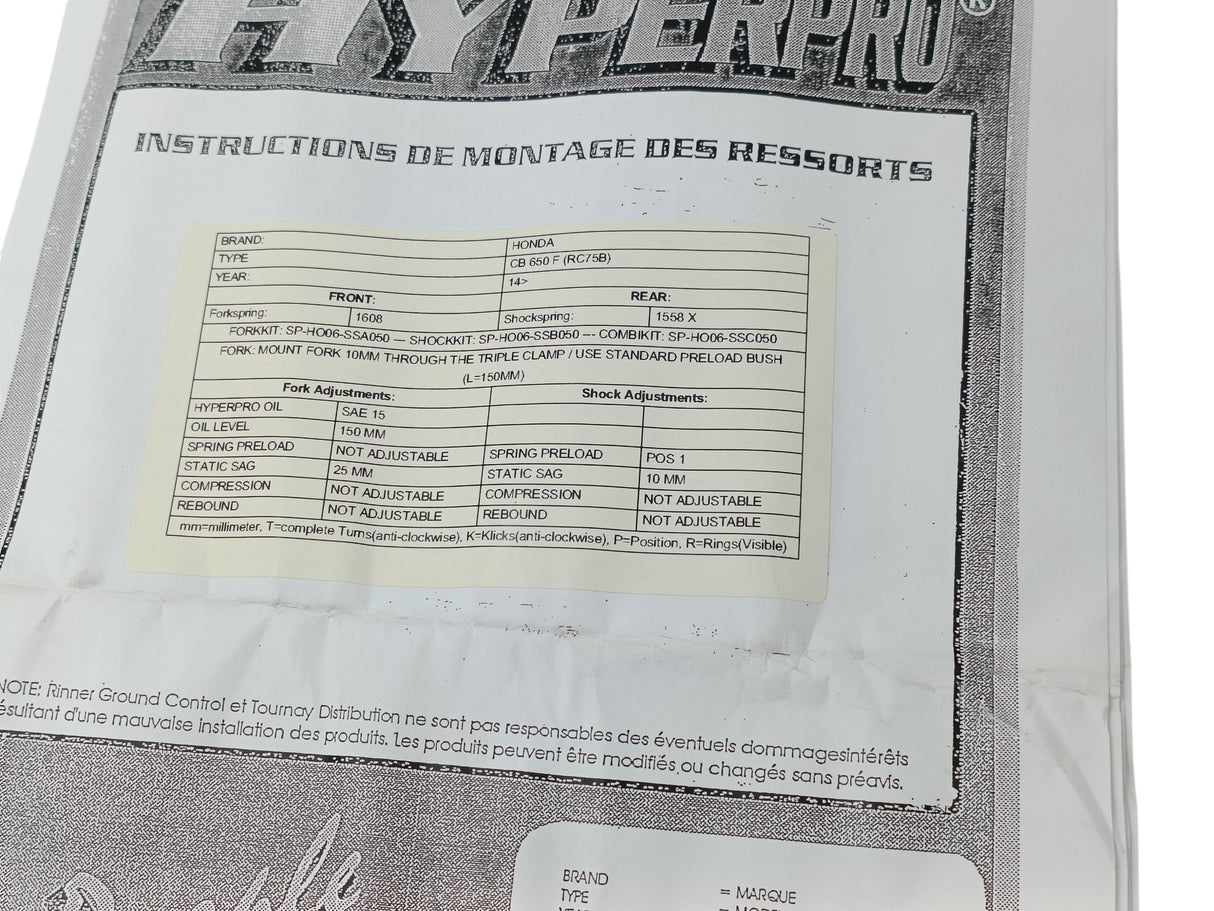 HYPERPRO®
INSTRUCTIONS DE MONTAGE DES RESSORTS
BRAND: HONDA
TYPE CB 650 F (RC75B)
YEAR: 14>
FRONT: REAR:
Forkspring: 1608 Shockspring: 1558 X
FORKKIT: SP-HO06-SSA050 --- SHOCKKIT: SP-HO06-SSB050 --- COMBIKIT: SP-HO06-SSC050
FORK: MOUNT FORK 10MM THROUGH THE TRIPLE CLAMP / USE STANDARD PRELOAD BUSH
(L=150MM)
Fork Adjustments: Shock Adjustments:
HYPERPRO OIL SAE 15
OIL LEVEL 150 MM
SPRING PRELOAD NOT ADJUSTABLE SPRING PRELOAD POS 1
STATIC SAG 25 MM STATIC SAG 10 MM
COMPRESSION NOT ADJUSTABLE COMPRESSION NOT ADJUSTABLE
REBOUND NOT ADJUSTABLE REBOUND NOT ADJUSTABLE
mm=millimeter, T=complete Turns(anti-clockwise), K=Klicks(anti-clockwise), P=Position, R=Rings(Visible)
NOTE: Rinner Ground Control et Tournay Distribution ne sont pas responsables des éventuels dommagesintérêts
ésultant d'une mauvaise installation des produits. Les produits peuvent être modifiés ou changés sans préavis.
BRAND = MARQUE
TYPE